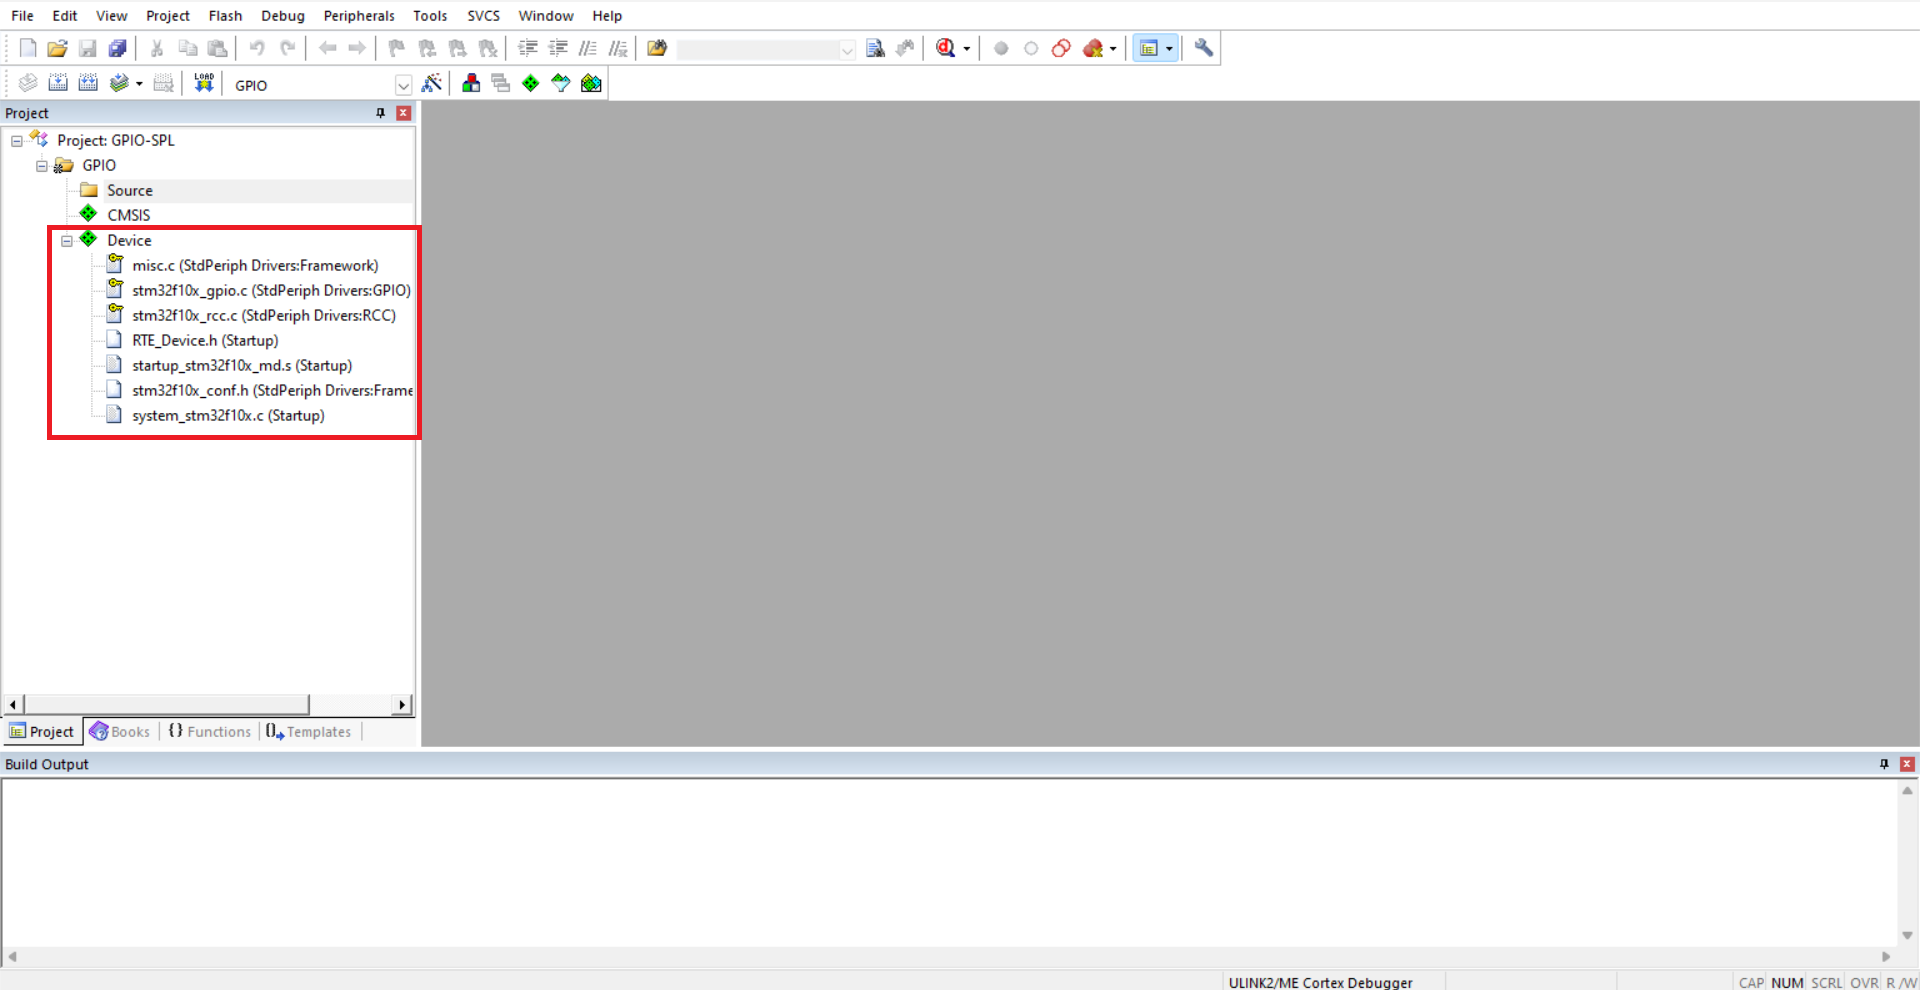 File Edit View Project Flash Debug Peripherals Tools SVCS Window Help
LOAD GPIO
Project
Project: GPIO-SPL
GPIO
Source
CMSIS
Device
misc.c (StdPeriph Drivers:Framework)
stm32f10x_gpio.c (StdPeriph Drivers:GPIO)
stm32f10x_rcc.c (StdPeriph Drivers:RCC)
RTE_Device.h (Startup)
startup_stm32f10x_md.s (Startup)
stm32f10x_conf.h (StdPeriph Drivers:Frame
system_stm32f10x.c (Startup)
Project Books {} Functions 0 Templates
Build Output
ULINK2/ME Cortex Debugger CAP NUM SCRL OVR R/W